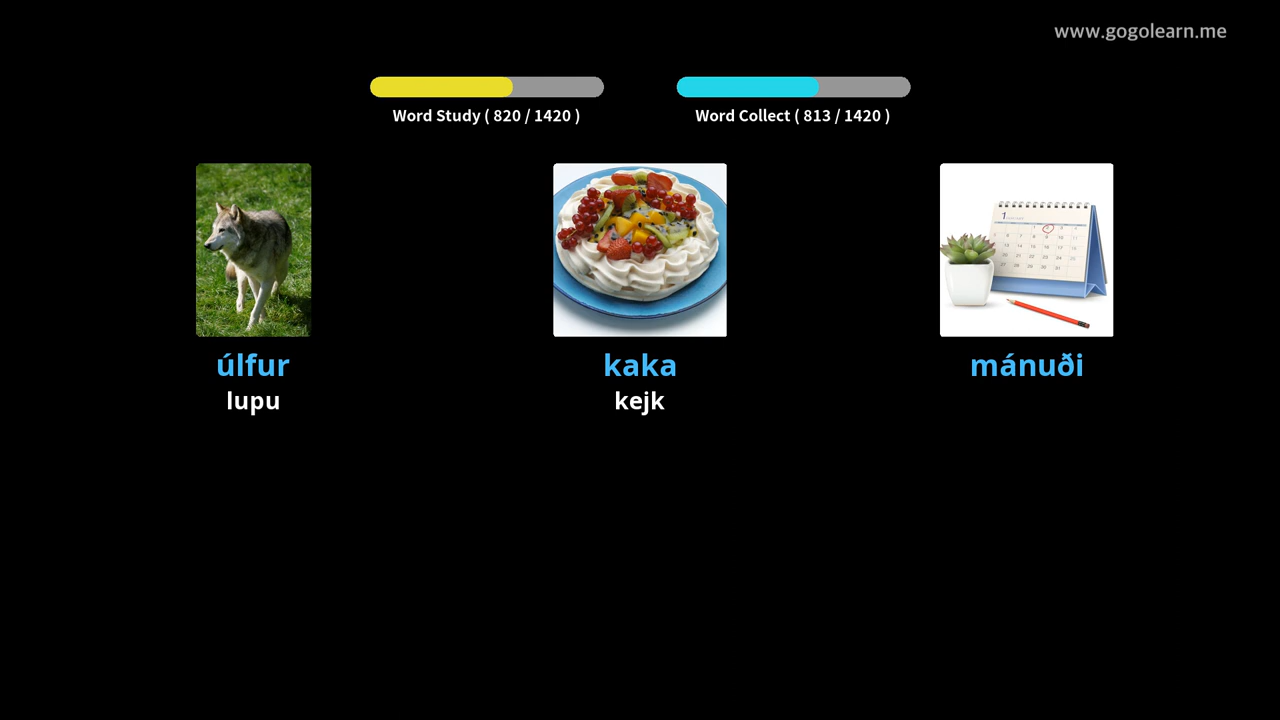 www.gogolearn.me
Word Study ( 820 / 1420 )
Word Collect ( 813 / 1420 )
úlfur
kaka
mánuði
lupu
kejk